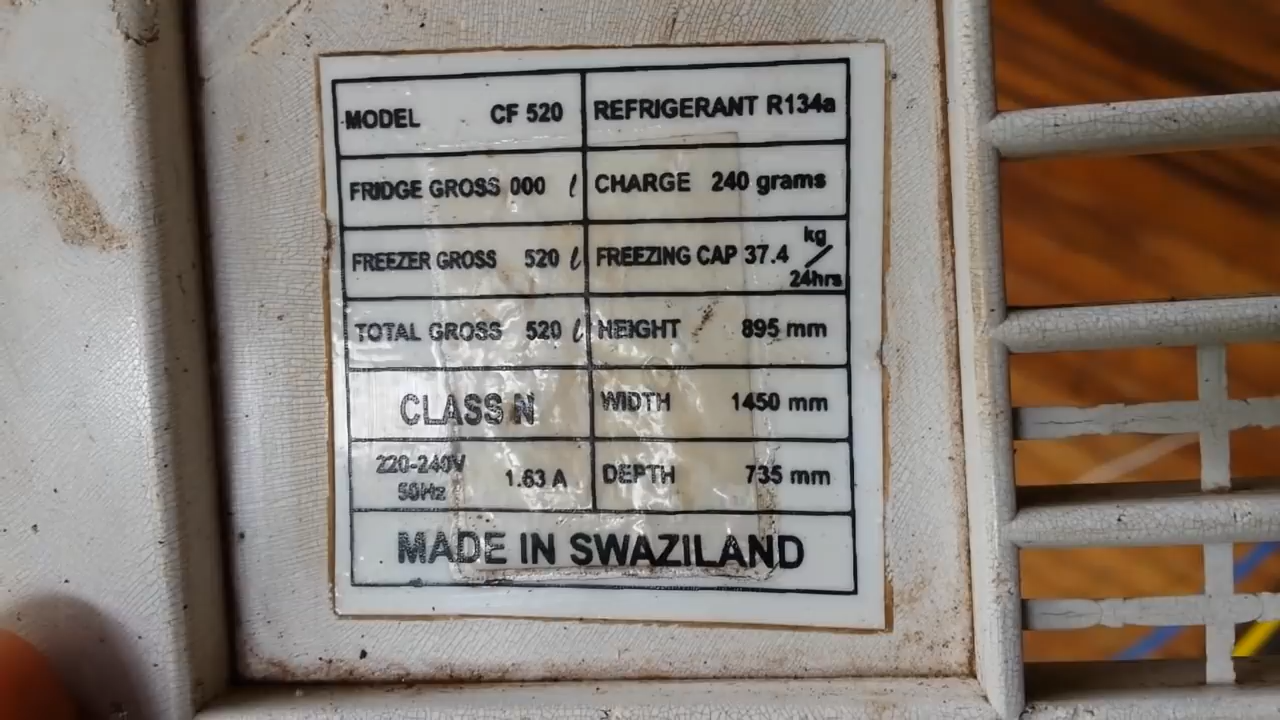 MODEL CF 520 REFRIGERANT R134a
FRIDGE GROSS 000 ℓ CHARGE 240 grams
FREEZER GROSS 520 ℓ FREEZING CAP 37.4 kg/24hrs
TOTAL GROSS 520 ℓ HEIGHT 895 mm
CLASS N WIDTH 1450 mm
220-240V 50Hz 1.63 A DEPTH 735 mm
MADE IN SWAZILAND